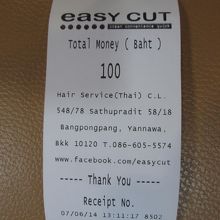 easy cut
Total Money ( Baht )
100
Hair Service(Thai) C.L.
548/78 Sathupradit 58/18
Bangpongpang, Yannawa.
Bkk 10120 T.086-605-5574
www.facebook.com/easycut
----- Thank You -----
Receipt No.
07/06/14 13:11:17 8502